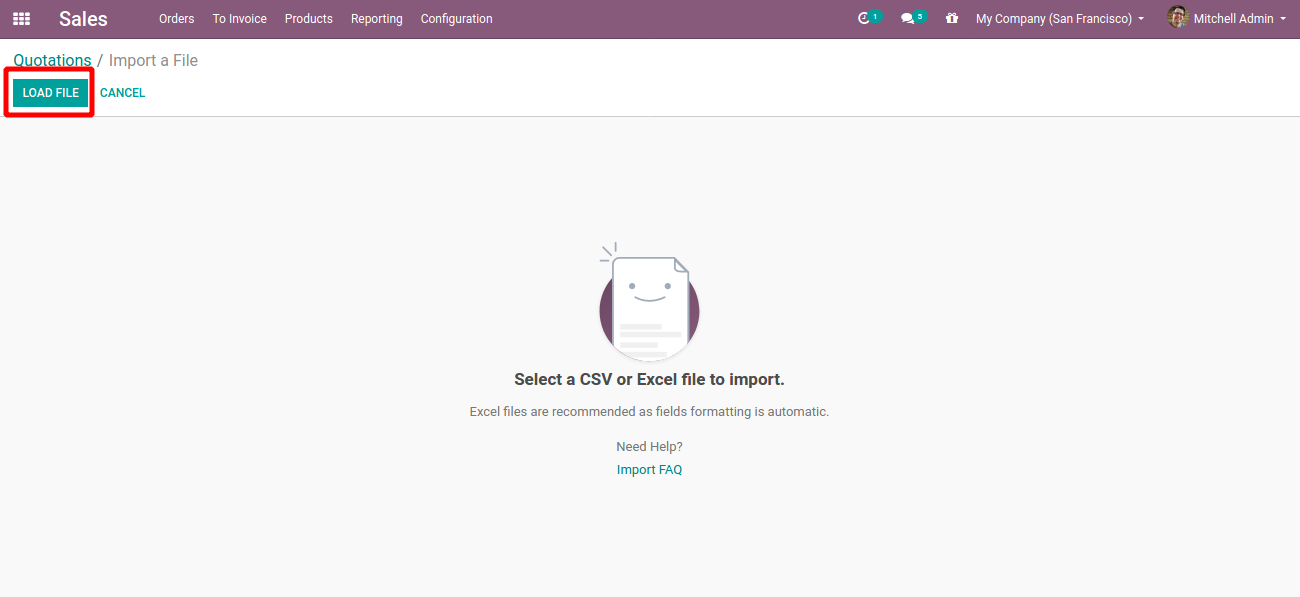 Sales Orders To Invoice Products Reporting Configuration 1 5 My Company (San Francisco) Mitchell Admin
Quotations / Import a File
LOAD FILE CANCEL
Select a CSV or Excel file to import.
Excel files are recommended as fields formatting is automatic.
Need Help?
Import FAQ